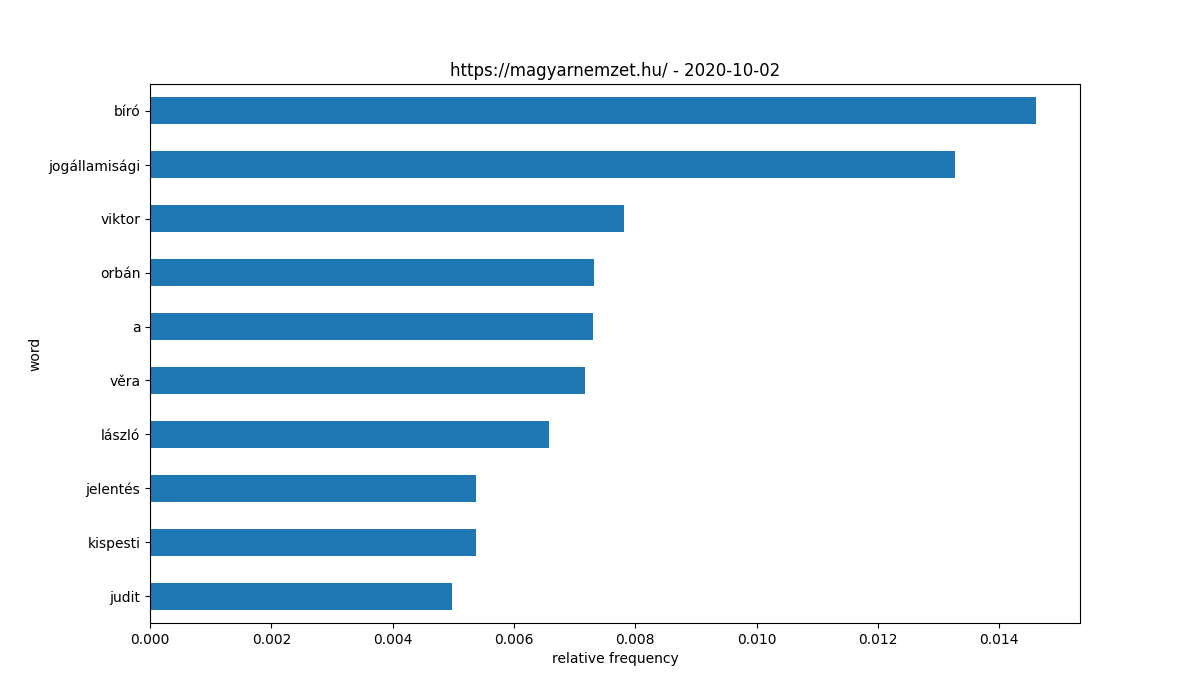 https://magyarnemzet.hu/ - 2020-10-02
bíró
jogállamisági
viktor
orbán
a
věra
lászló
jelentés
kispesti
judit
word
0.000 0.002 0.004 0.006 0.008 0.010 0.012 0.014
relative frequency